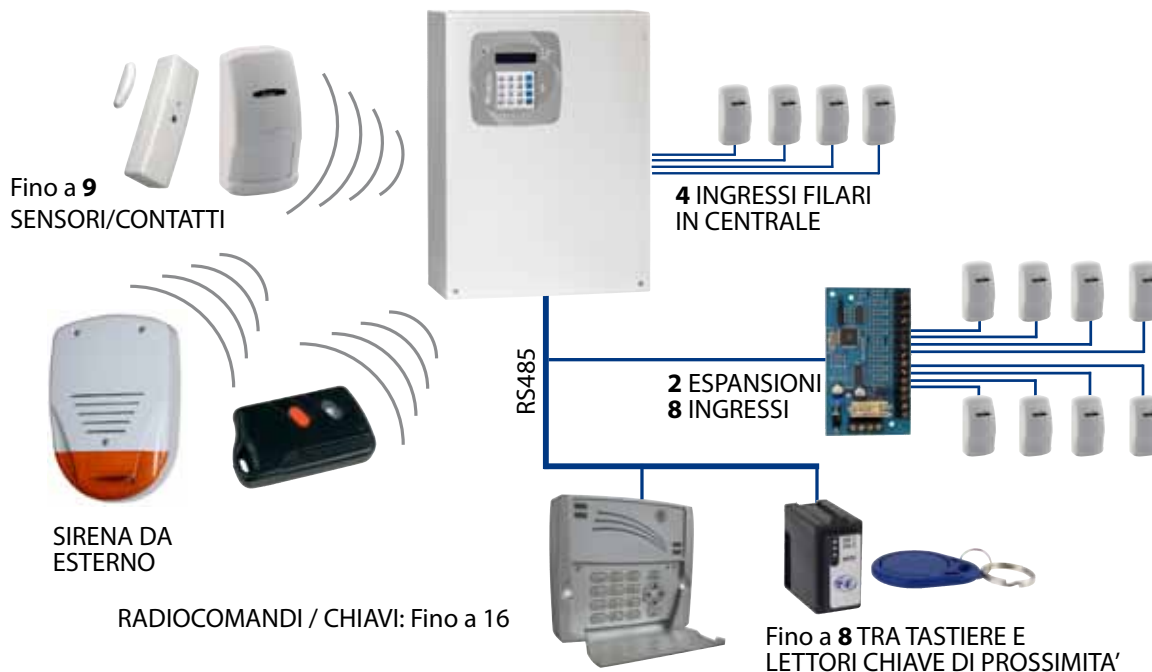 Fino a 9
SENSORI/CONTATTI
4 INGRESSI FILARI
IN CENTRALE
RS485
2 ESPANSIONI
8 INGRESSI
SIRENA DA
ESTERNO
RADIOCOMANDI / CHIAVI: Fino a 16
Fino a 8 TRA TASTIERE E
LETTORI CHIAVE DI PROSSIMITA’